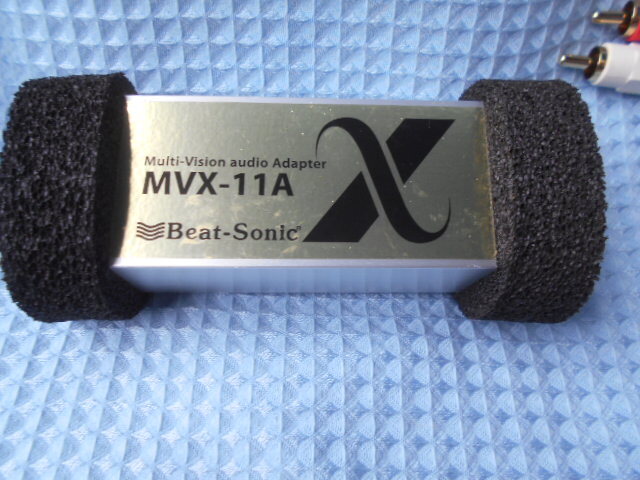 Multi-Vision audio Adapter
MVX-11A
Beat-Sonic®
X